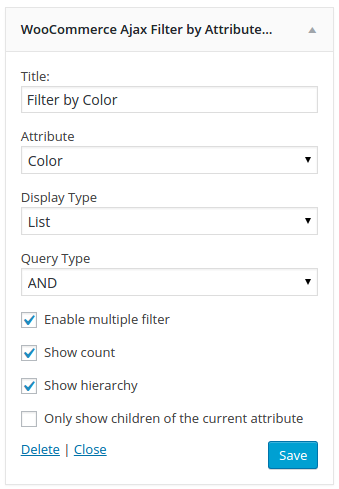 WooCommerce Ajax Filter by Attribute...
Title:
Filter by Color
Attribute
Color
Display Type
List
Query Type
AND
Enable multiple filter
Show count
Show hierarchy
Only show children of the current attribute
Delete | Close
Save